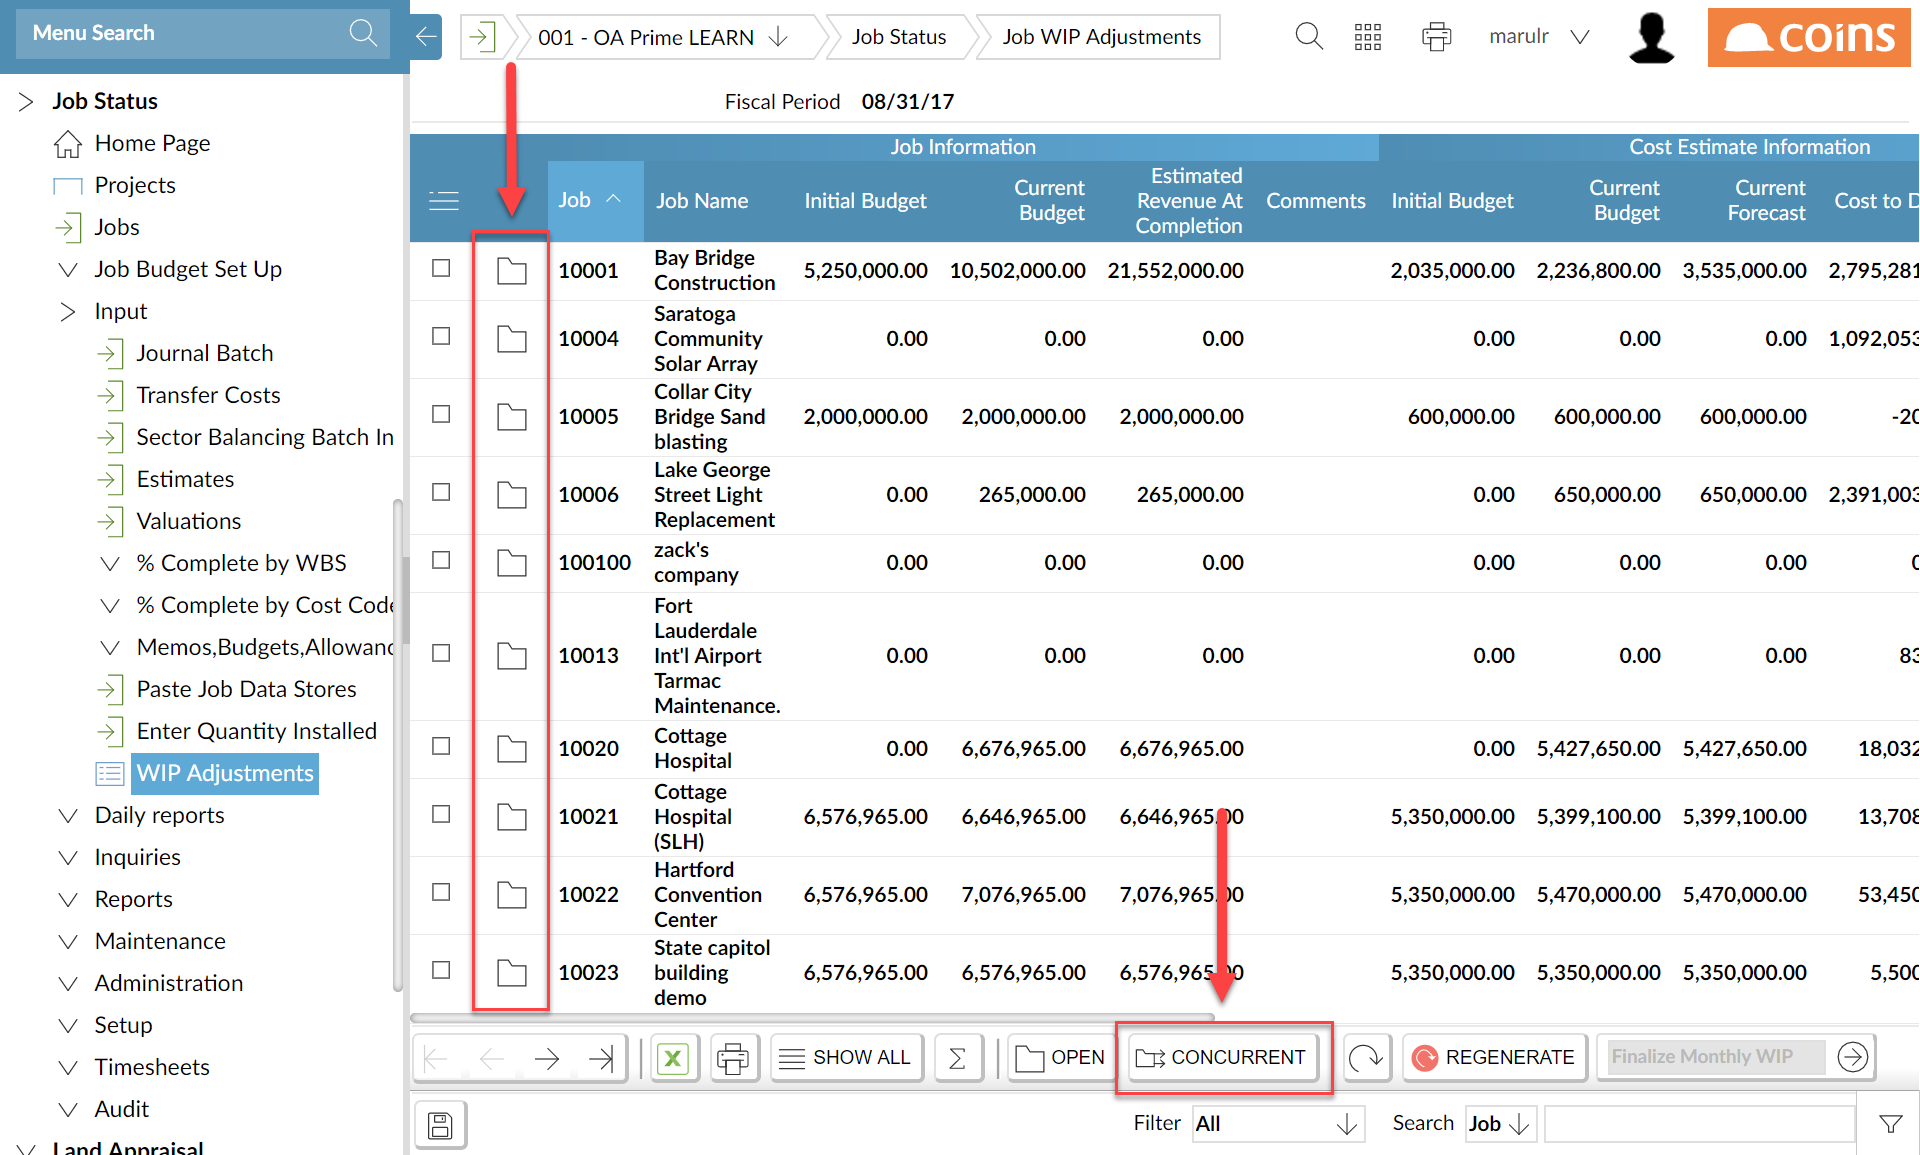 Menu Search
001 - OA Prime LEARN
Job Status
Job WIP Adjustments
marulr
coins
Job Status
Home Page
Projects
Jobs
Job Budget Set Up
Input
Journal Batch
Transfer Costs
Sector Balancing Batch In
Estimates
Valuations
% Complete by WBS
% Complete by Cost Code
Memos,Budgets,Allowanc
Paste Job Data Stores
Enter Quantity Installed
WIP Adjustments
Daily reports
Inquiries
Reports
Maintenance
Administration
Setup
Timesheets
Audit
Land Appraisal
Fiscal Period 08/31/17
Job Information Cost Estimate Information
Job Job Name Initial Budget Current Budget Estimated Revenue At Completion Comments Initial Budget Current Budget Current Forecast Cost to D
10001 Bay Bridge Construction 5,250,000.00 10,502,000.00 21,552,000.00 2,035,000.00 2,236,800.00 3,535,000.00 2,795,281
10004 Saratoga Community Solar Array 0.00 0.00 0.00 0.00 0.00 0.00 1,092,053
10005 Collar City Bridge Sand blasting 2,000,000.00 2,000,000.00 2,000,000.00 600,000.00 600,000.00 600,000.00 -20
10006 Lake George Street Light Replacement 0.00 265,000.00 265,000.00 0.00 650,000.00 650,000.00 2,391,003
100100 zack's company 0.00 0.00 0.00 0.00 0.00 0.00 0
10013 Fort Lauderdale Int'l Airport Tarmac Maintenance. 0.00 0.00 0.00 0.00 0.00 0.00 83
10020 Cottage Hospital 0.00 6,676,965.00 6,676,965.00 0.00 5,427,650.00 5,427,650.00 18,032
10021 Cottage Hospital (SLH) 6,576,965.00 6,646,965.00 6,646,965.00 5,350,000.00 5,399,100.00 5,399,100.00 13,708
10022 Hartford Convention Center 6,576,965.00 7,076,965.00 7,076,965.00 5,350,000.00 5,470,000.00 5,470,000.00 53,450
10023 State capitol building demo 6,576,965.00 6,576,965.00 6,576,965.00 5,350,000.00 5,350,000.00 5,350,000.00 5,500
X SHOW ALL Σ OPEN CONCURRENT REGENERATE Finalize Monthly WIP
Filter All Search Job